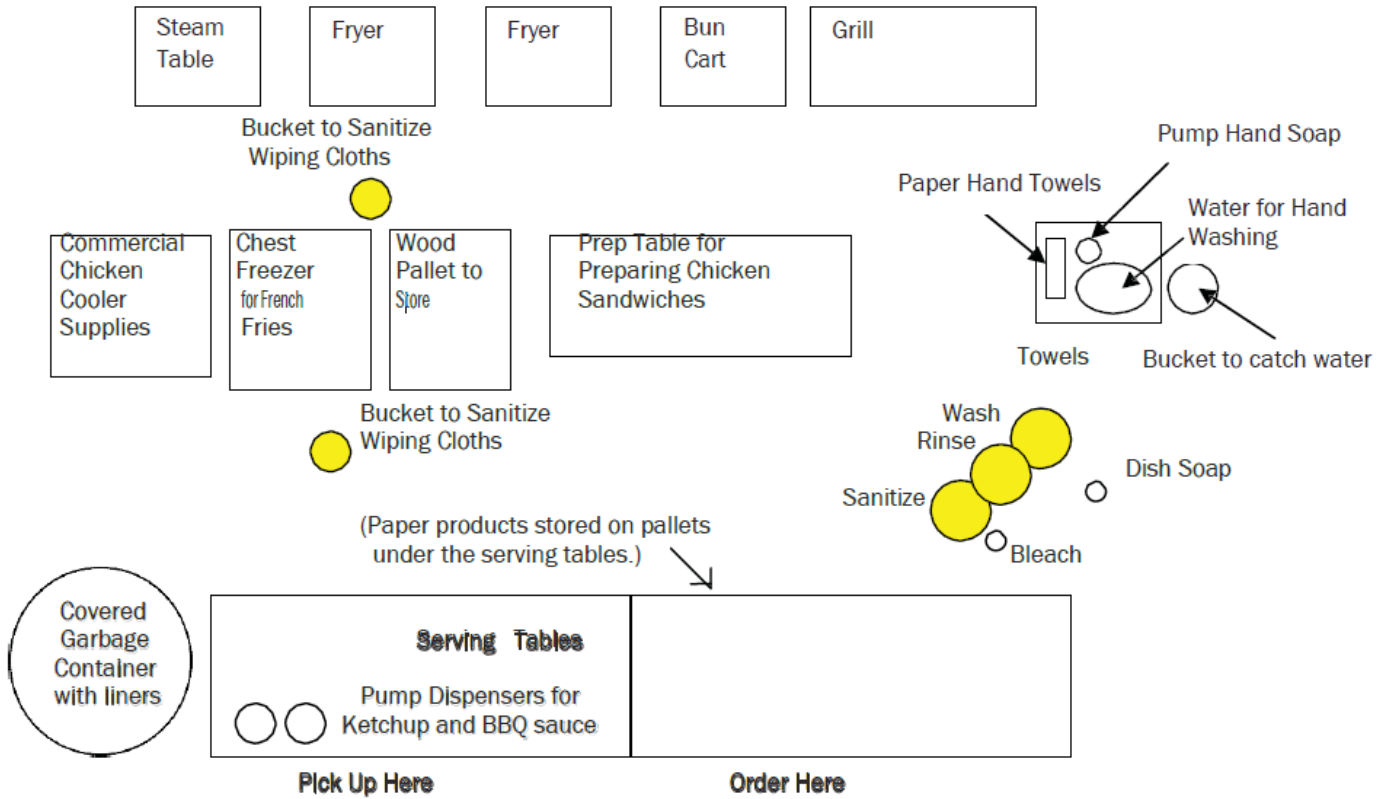 Steam
Table
Fryer
Fryer
Bun
Cart
Grill
Bucket to Sanitize
Wiping Cloths
Pump Hand Soap
Paper Hand Towels
Water for Hand
Washing
Commercial
Chicken
Cooler
Supplies
Chest
Freezer
for French
Fries
Wood
Pallet to
Store
Prep Table for
Preparing Chicken
Sandwiches
Towels
Bucket to catch water
Bucket to Sanitize
Wiping Cloths
Wash
Rinse
Sanitize
Dish Soap
Bleach
(Paper products stored on pallets
under the serving tables.)
Covered
Garbage
Container
with liners
Serving Tables
Pump Dispensers for
Ketchup and BBQ sauce
Pick Up Here
Order Here